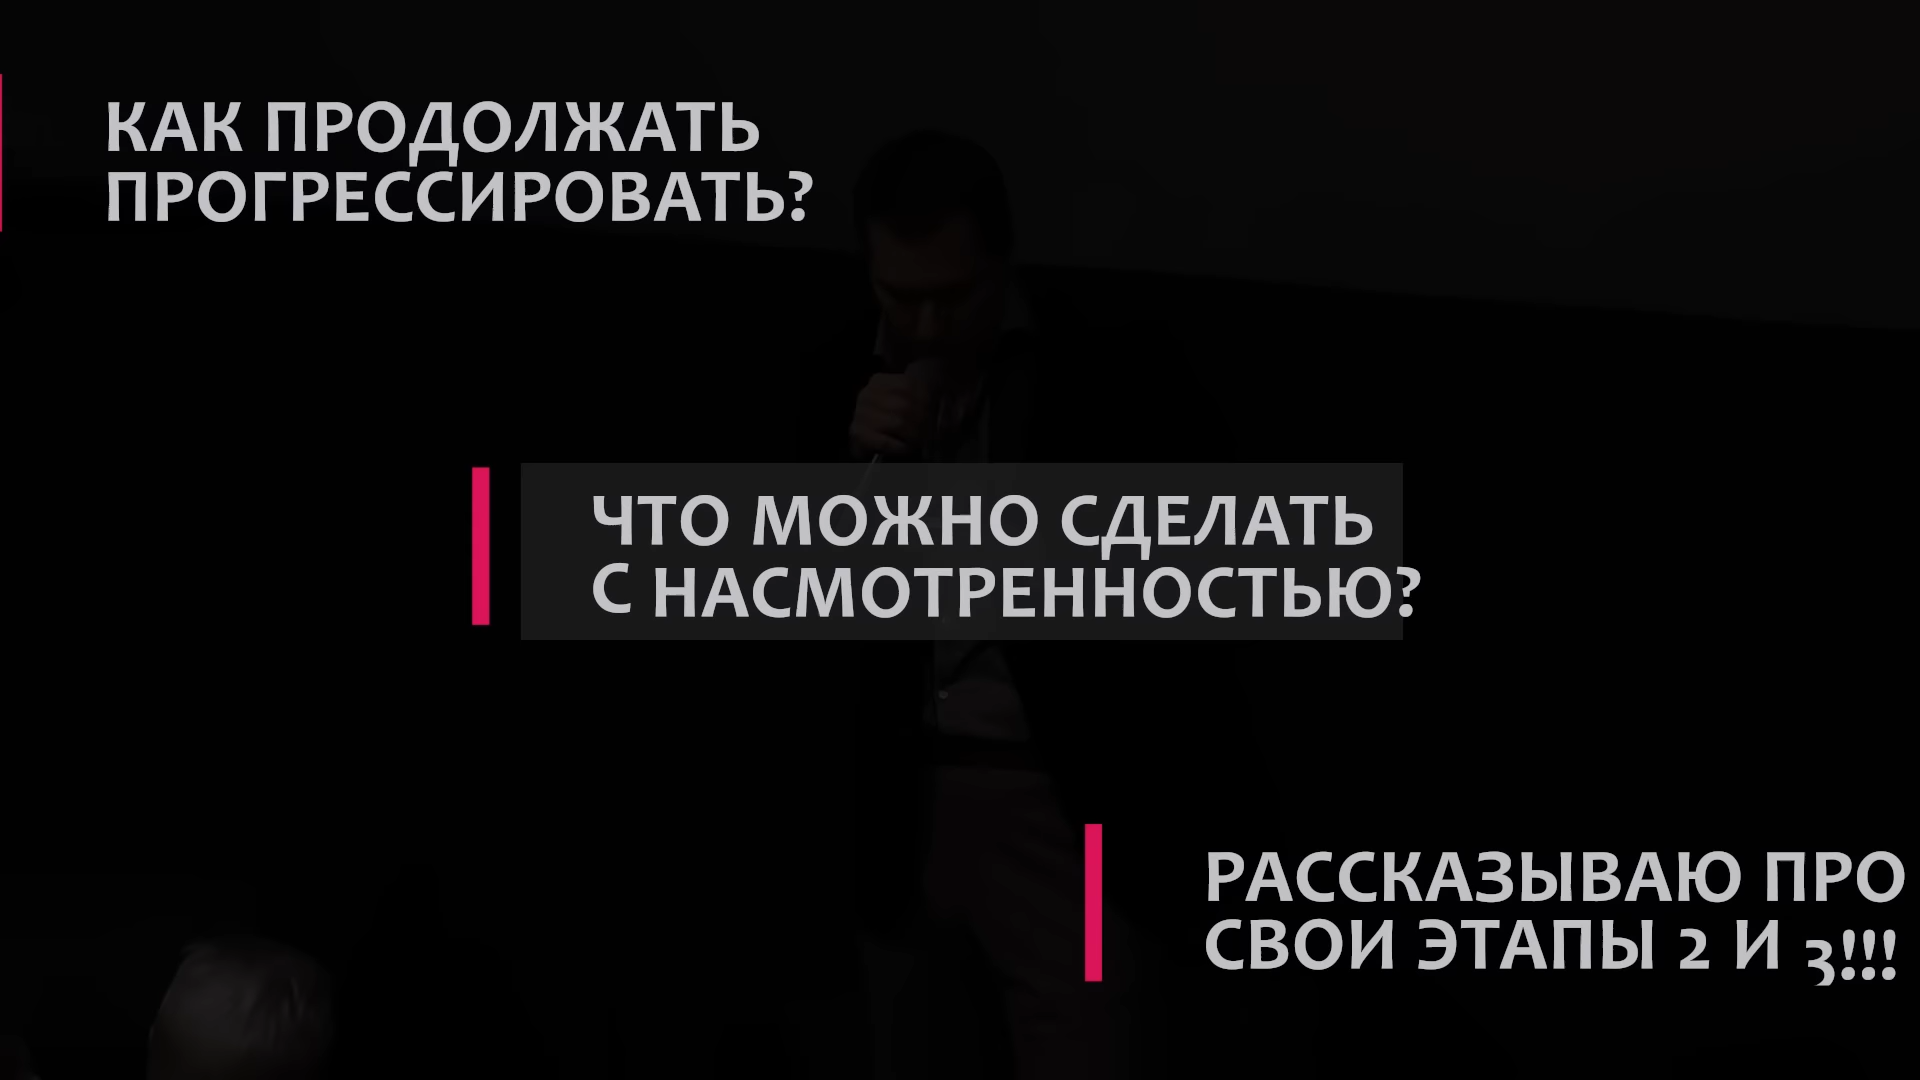 КАК ПРОДОЛЖАТЬ
ПРОГРЕССИРОВАТЬ?
ЧТО МОЖНО СДЕЛАТЬ
С НАСМОТРЕННОСТЬЮ?
РАССКАЗЫВАЮ ПРО
СВОИ ЭТАПЫ 2 И 3!!!